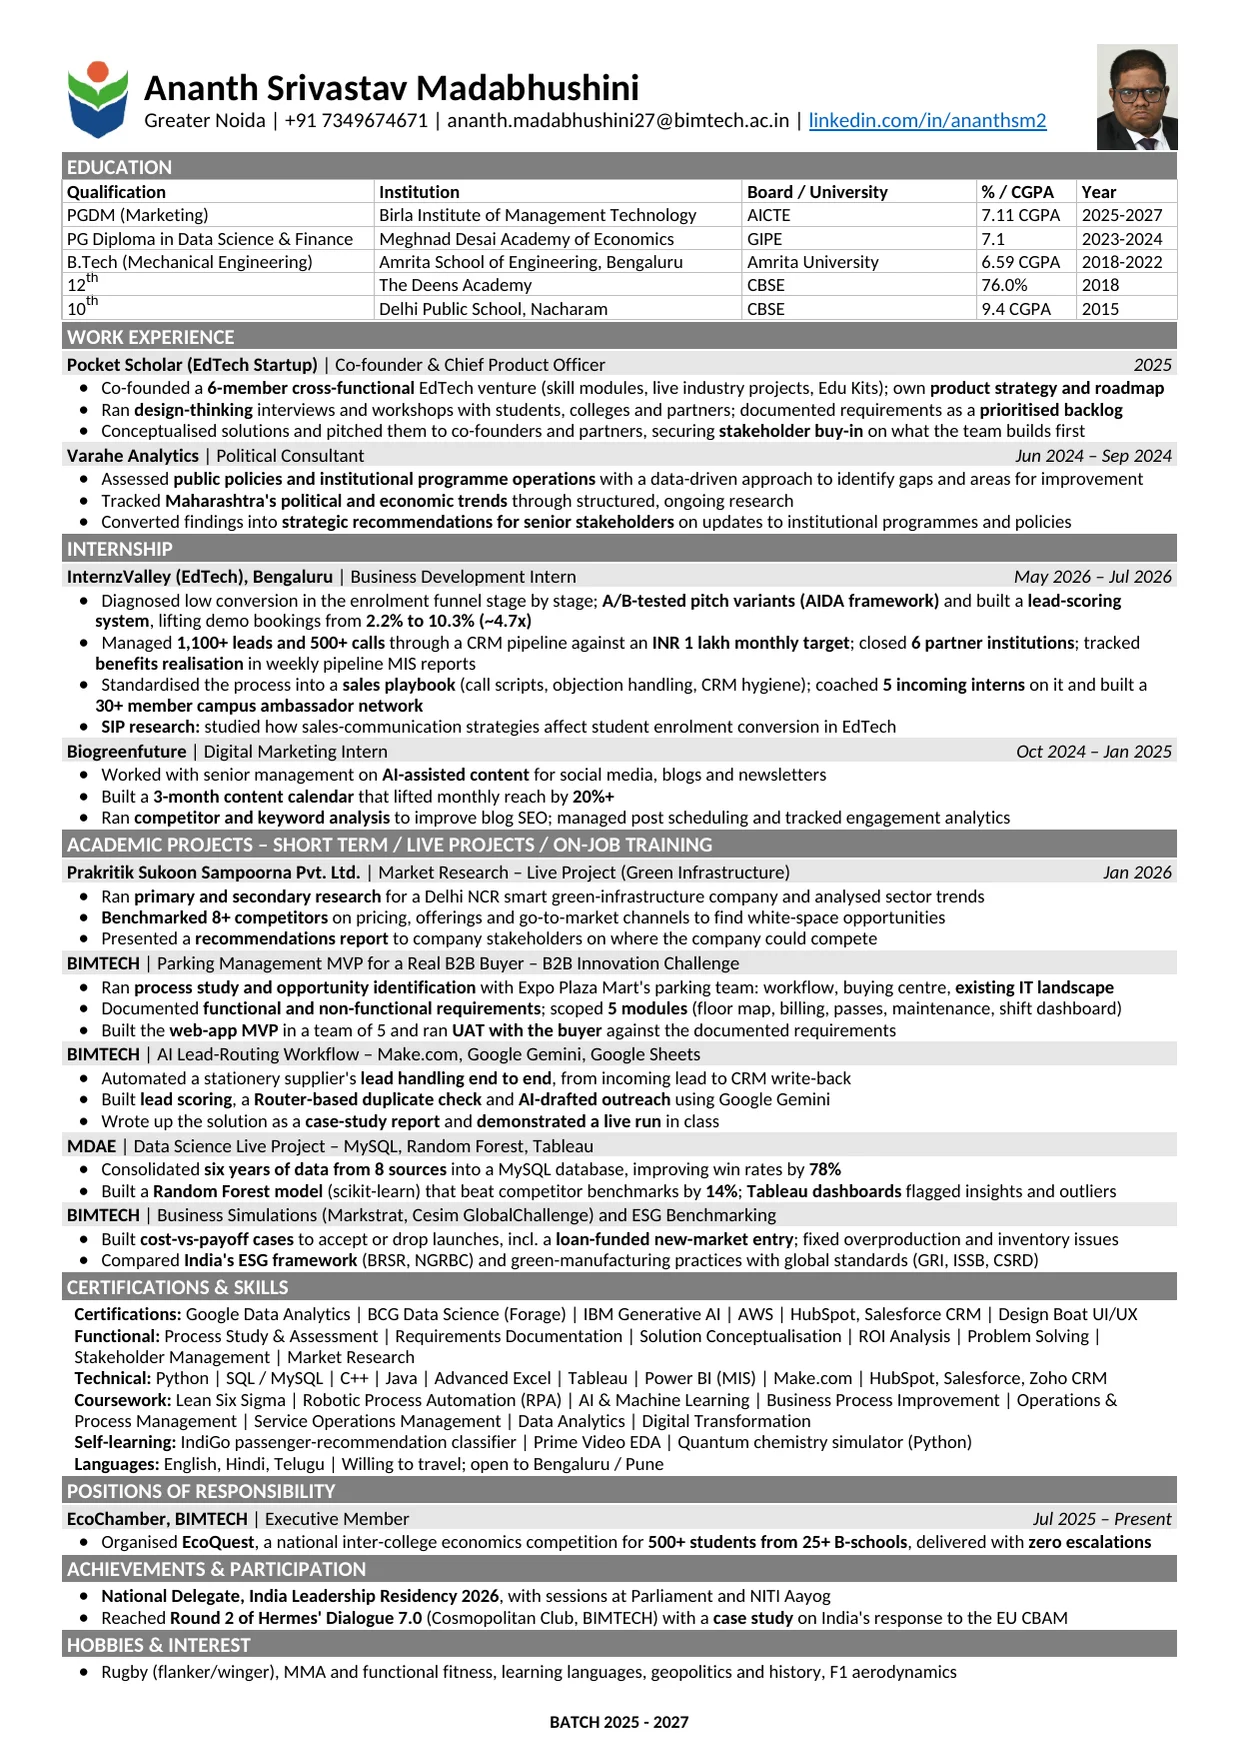 Ananth Srivastav Madabhushini
Greater Noida | +91 7349674671 | ananth.madabhushini27@bimtech.ac.in | linkedin.com/in/ananthsm2
EDUCATION
Qualification Institution Board / University % / CGPA Year
PGDM (Marketing) Birla Institute of Management Technology AICTE 7.11 CGPA 2025-2027
PG Diploma in Data Science & Finance Meghnad Desai Academy of Economics GIPE 7.1 2023-2024
B.Tech (Mechanical Engineering) Amrita School of Engineering, Bengaluru Amrita University 6.59 CGPA 2018-2022
12th The Deens Academy CBSE 76.0% 2018
10th Delhi Public School, Nacharam CBSE 9.4 CGPA 2015
WORK EXPERIENCE
Pocket Scholar (EdTech Startup) | Co-founder & Chief Product Officer 2025
• Co-founded a 6-member cross-functional EdTech venture (skill modules, live industry projects, Edu Kits); own product strategy and roadmap
• Ran design-thinking interviews and workshops with students, colleges and partners; documented requirements as a prioritised backlog
• Conceptualised solutions and pitched them to co-founders and partners, securing stakeholder buy-in on what the team builds first
Varahe Analytics | Political Consultant Jun 2024 – Sep 2024
• Assessed public policies and institutional programme operations with a data-driven approach to identify gaps and areas for improvement
• Tracked Maharashtra's political and economic trends through structured, ongoing research
• Converted findings into strategic recommendations for senior stakeholders on updates to institutional programmes and policies
INTERNSHIP
InternzValley (EdTech), Bengaluru | Business Development Intern May 2026 – Jul 2026
• Diagnosed low conversion in the enrolment funnel stage by stage; A/B-tested pitch variants (AIDA framework) and built a lead-scoring
system, lifting demo bookings from 2.2% to 10.3% (~4.7x)
• Managed 1,100+ leads and 500+ calls through a CRM pipeline against an INR 1 lakh monthly target; closed 6 partner institutions; tracked
benefits realisation in weekly pipeline MIS reports
• Standardised the process into a sales playbook (call scripts, objection handling, CRM hygiene); coached 5 incoming interns on it and built a
30+ member campus ambassador network
• SIP research: studied how sales-communication strategies affect student enrolment conversion in EdTech
Biogreenfuture | Digital Marketing Intern Oct 2024 – Jan 2025
• Worked with senior management on AI-assisted content for social media, blogs and newsletters
• Built a 3-month content calendar that lifted monthly reach by 20%+
• Ran competitor and keyword analysis to improve blog SEO; managed post scheduling and tracked engagement analytics
ACADEMIC PROJECTS – SHORT TERM / LIVE PROJECTS / ON-JOB TRAINING
Prakritik Sukoon Sampoorna Pvt. Ltd. | Market Research – Live Project (Green Infrastructure) Jan 2026
• Ran primary and secondary research for a Delhi NCR smart green-infrastructure company and analysed sector trends
• Benchmarked 8+ competitors on pricing, offerings and go-to-market channels to find white-space opportunities
• Presented a recommendations report to company stakeholders on where the company could compete
BIMTECH | Parking Management MVP for a Real B2B Buyer – B2B Innovation Challenge
• Ran process study and opportunity identification with Expo Plaza Mart's parking team: workflow, buying centre, existing IT landscape
• Documented functional and non-functional requirements; scoped 5 modules (floor map, billing, passes, maintenance, shift dashboard)
• Built the web-app MVP in a team of 5 and ran UAT with the buyer against the documented requirements
BIMTECH | AI Lead-Routing Workflow – Make.com, Google Gemini, Google Sheets
• Automated a stationery supplier's lead handling end to end, from incoming lead to CRM write-back
• Built lead scoring, a Router-based duplicate check and AI-drafted outreach using Google Gemini
• Wrote up the solution as a case-study report and demonstrated a live run in class
MDAE | Data Science Live Project – MySQL, Random Forest, Tableau
• Consolidated six years of data from 8 sources into a MySQL database, improving win rates by 78%
• Built a Random Forest model (scikit-learn) that beat competitor benchmarks by 14%; Tableau dashboards flagged insights and outliers
BIMTECH | Business Simulations (Markstrat, Cesim GlobalChallenge) and ESG Benchmarking
• Built cost-vs-payoff cases to accept or drop launches, incl. a loan-funded new-market entry; fixed overproduction and inventory issues
• Compared India's ESG framework (BRSR, NGRBC) and green-manufacturing practices with global standards (GRI, ISSB, CSRD)
CERTIFICATIONS & SKILLS
Certifications: Google Data Analytics | BCG Data Science (Forage) | IBM Generative AI | AWS | HubSpot, Salesforce CRM | Design Boat UI/UX
Functional: Process Study & Assessment | Requirements Documentation | Solution Conceptualisation | ROI Analysis | Problem Solving |
Stakeholder Management | Market Research
Technical: Python | SQL / MySQL | C++ | Java | Advanced Excel | Tableau | Power BI (MIS) | Make.com | HubSpot, Salesforce, Zoho CRM
Coursework: Lean Six Sigma | Robotic Process Automation (RPA) | AI & Machine Learning | Business Process Improvement | Operations &
Process Management | Service Operations Management | Data Analytics | Digital Transformation
Self-learning: IndiGo passenger-recommendation classifier | Prime Video EDA | Quantum chemistry simulator (Python)
Languages: English, Hindi, Telugu | Willing to travel; open to Bengaluru / Pune
POSITIONS OF RESPONSIBILITY
EcoChamber, BIMTECH | Executive Member Jul 2025 – Present
• Organised EcoQuest, a national inter-college economics competition for 500+ students from 25+ B-schools, delivered with zero escalations
ACHIEVEMENTS & PARTICIPATION
• National Delegate, India Leadership Residency 2026, with sessions at Parliament and NITI Aayog
• Reached Round 2 of Hermes' Dialogue 7.0 (Cosmopolitan Club, BIMTECH) with a case study on India's response to the EU CBAM
HOBBIES & INTEREST
• Rugby (flanker/winger), MMA and functional fitness, learning languages, geopolitics and history, F1 aerodynamics
BATCH 2025 - 2027